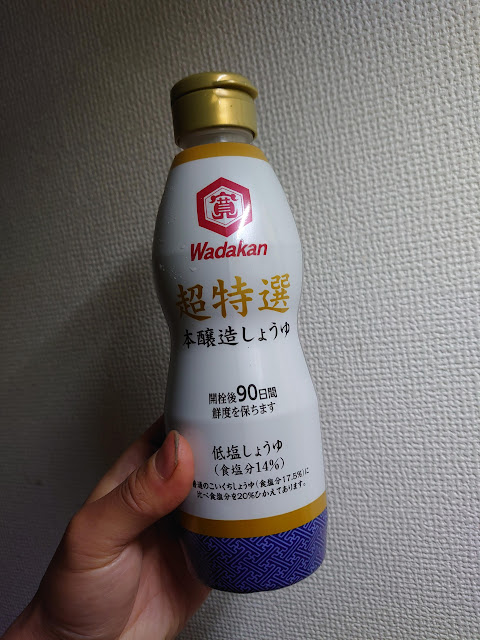 寛
Wadakan
超特選
本醸造しょうゆ
開栓後90日間
鮮度を保ちます
低塩しょうゆ
(食塩分14%)
普通のこいくちしょうゆ(食塩分17.5%)に
比べ食塩分を20%ひかえてあります。